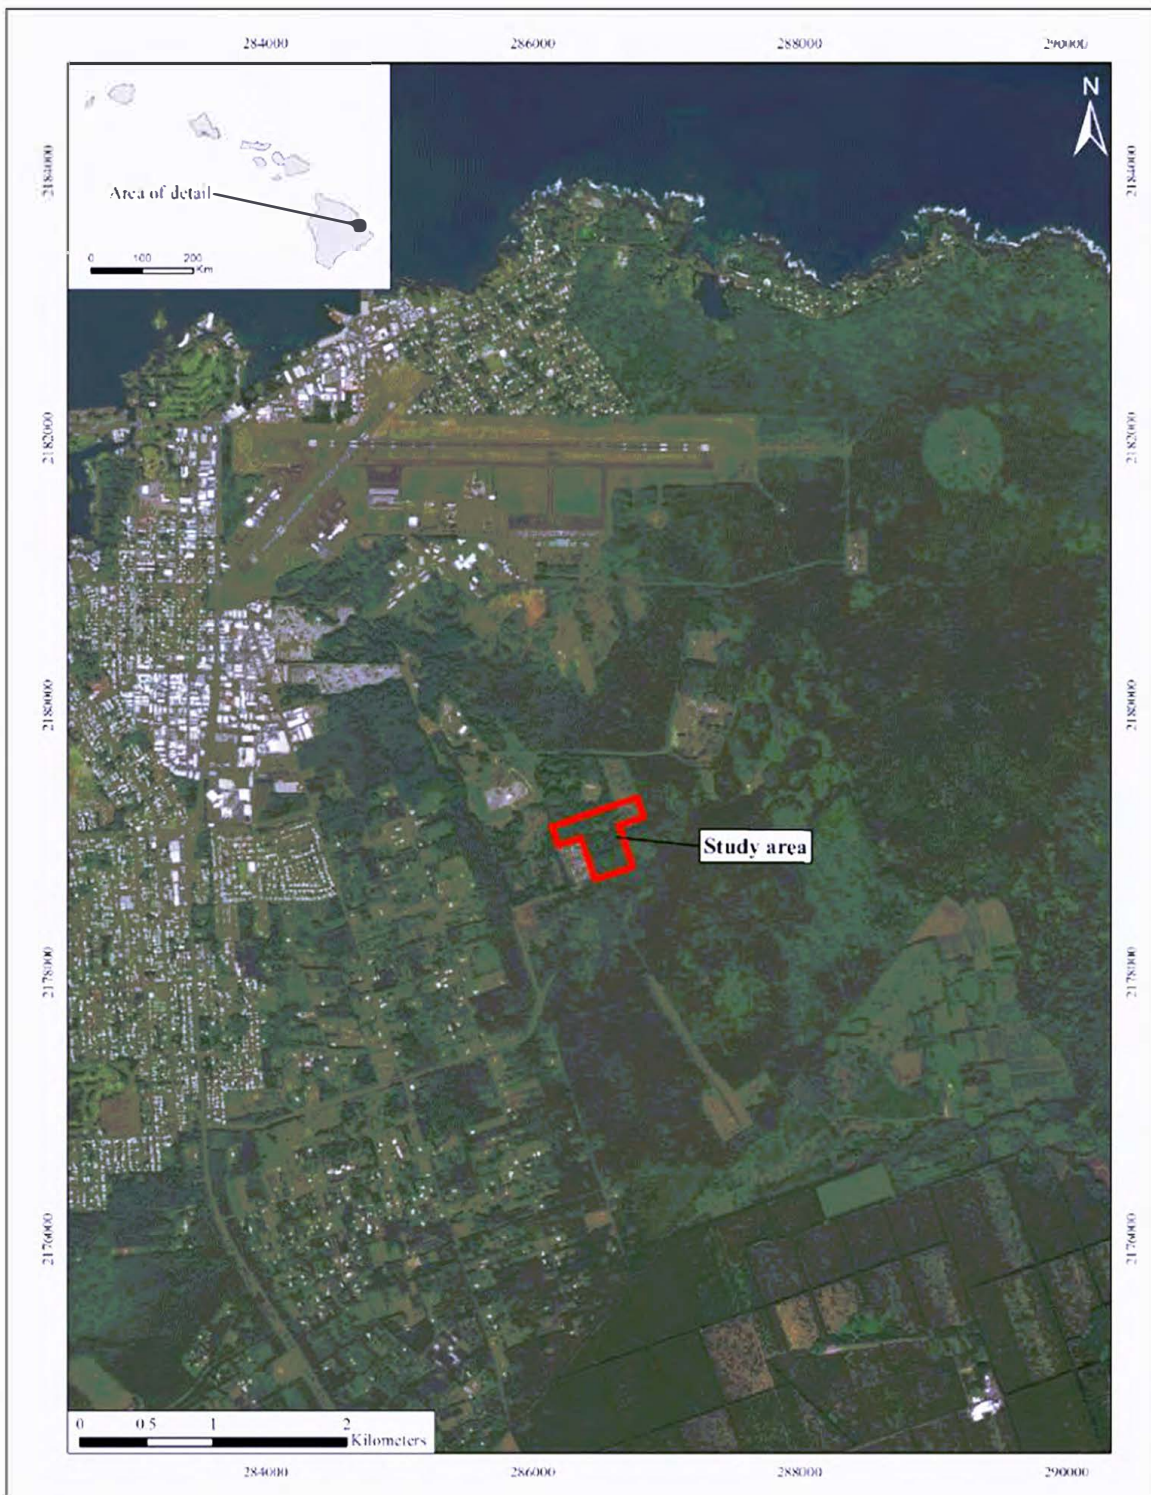 284000 286000 288000 290000
N
2184000 2184000
Area of detail
0 100 200
Km
2182000 2182000
2180000 2180000
Study area
2178000 2178000
2176000 2176000
0 0.5 1 2
Kilometers
284000 286000 288000 290000